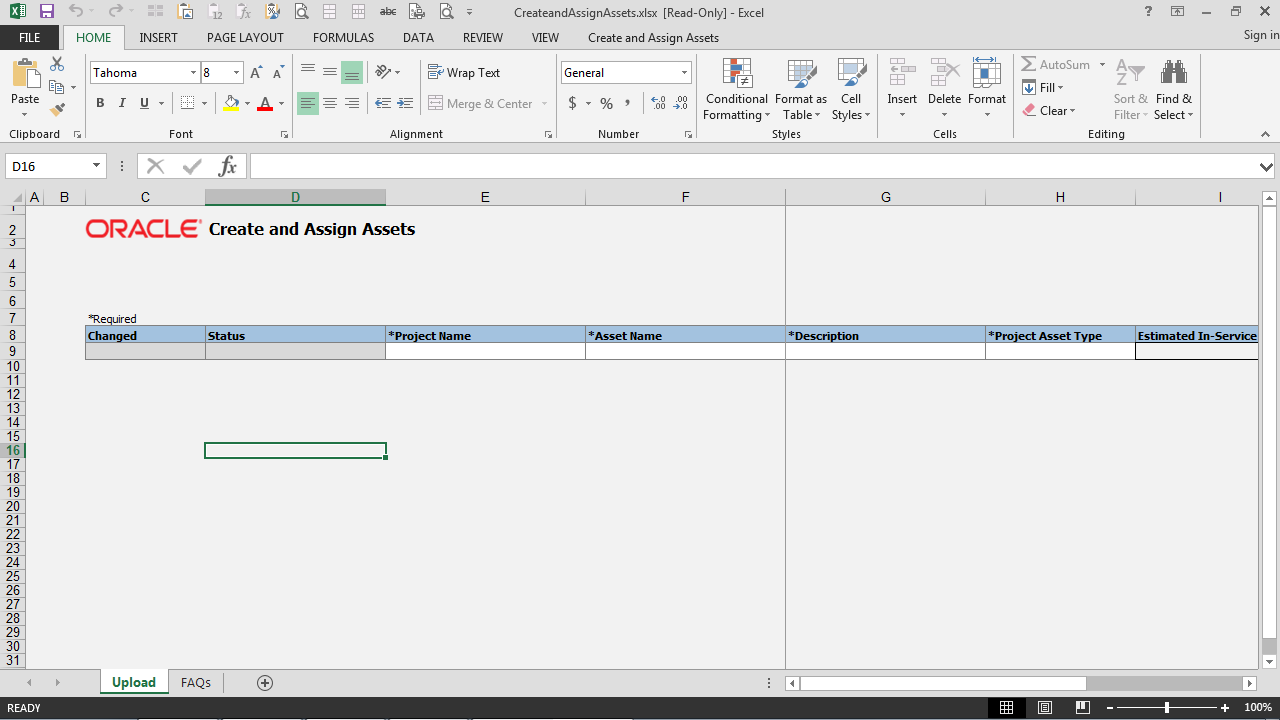 CreateandAssignAssets.xlsx [Read-Only] - Excel
FILE HOME INSERT PAGE LAYOUT FORMULAS DATA REVIEW VIEW Create and Assign Assets Sign in
Paste
Clipboard
Tahoma 8
B I U A
Font
Wrap Text
Merge & Center
Alignment
General
$ % ,
Number
Conditional Formatting
Format as Table
Cell Styles
Styles
Insert Delete Format
Cells
AutoSum
Fill
Clear
Sort & Filter
Find & Select
Editing
D16 fx
A B C D E F G H I
1
2 ORACLE Create and Assign Assets
3
4
5
6
7 *Required
8 Changed Status *Project Name *Asset Name *Description *Project Asset Type Estimated In-Service
9
10
11
12
13
14
15
16
17
18
19
20
21
22
23
24
25
26
27
28
29
30
31
Upload FAQs
READY 100%